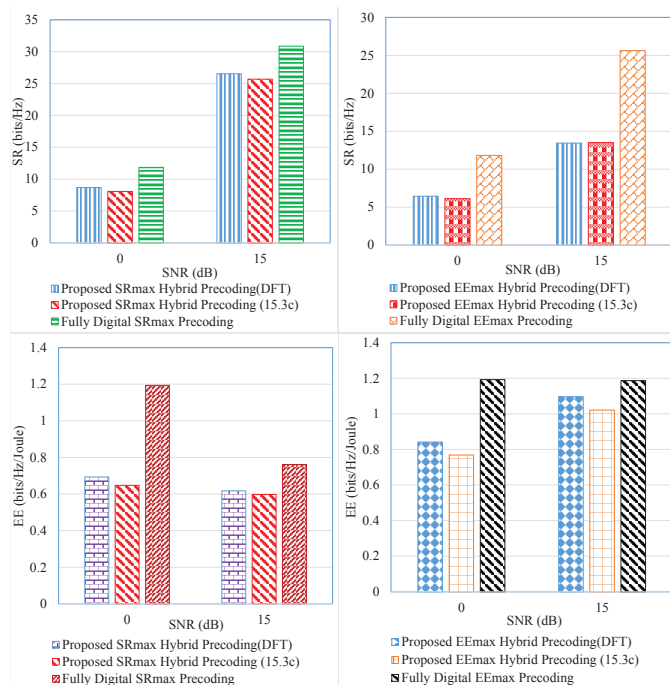 35
30
25
20
15
10
5
0
SR (bits/Hz)
0
15
SNR (dB)
Proposed SRmax Hybrid Precoding(DFT)
Proposed SRmax Hybrid Precoding (15.3c)
Fully Digital SRmax Precoding
30
25
20
15
10
5
0
SR (bits/Hz)
0
15
SNR (dB)
Proposed EEmax Hybrid Precoding(DFT)
Proposed EEmax Hybrid Precoding (15.3c)
Fully Digital EEmax Precoding
1.4
1.2
1
0.8
0.6
0.4
0.2
0
EE (bits/Hz/Joule)
0
15
SNR (dB)
Proposed SRmax Hybrid Precoding(DFT)
Proposed SRmax Hybrid Precoding (15.3c)
Fully Digital SRmax Precoding
1.4
1.2
1
0.8
0.6
0.4
0.2
0
EE (bits/Hz/Joule)
0
15
SNR (dB)
Proposed EEmax Hybrid Precoding(DFT)
Proposed EEmax Hybrid Precoding (15.3c)
Fully Digital EEmax Precoding